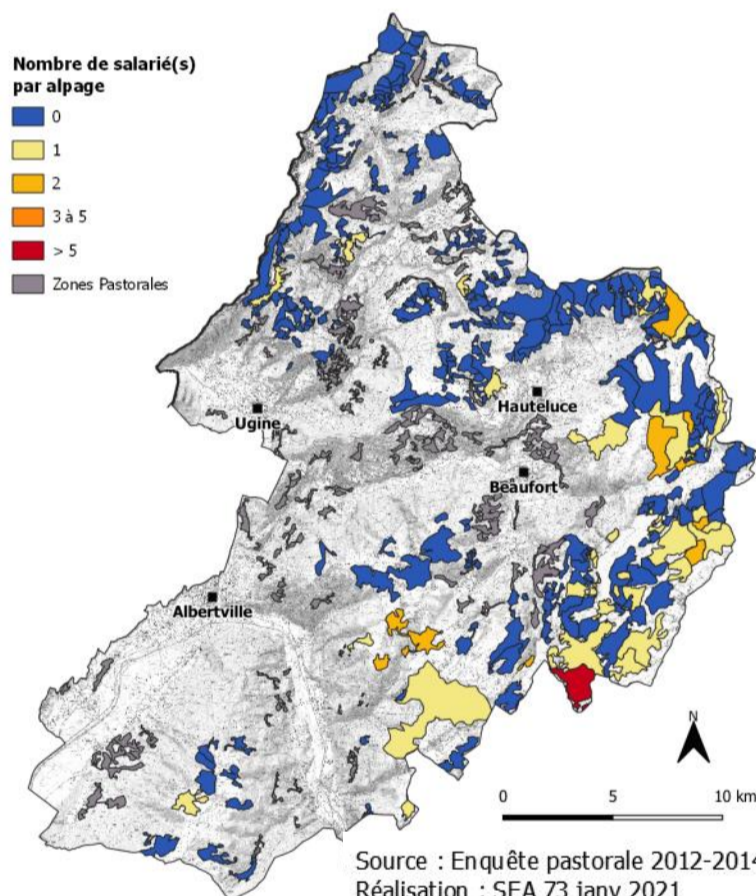 Nombre de salarié(s)
par alpage
0
1
2
3 à 5
> 5
Zones Pastorales
Ugine
Hauteluce
Beaufort
Albertville
N
0 5 10 km
Source : Enquête pastorale 2012-2014
Réalisation : SEA 73 janv 2021